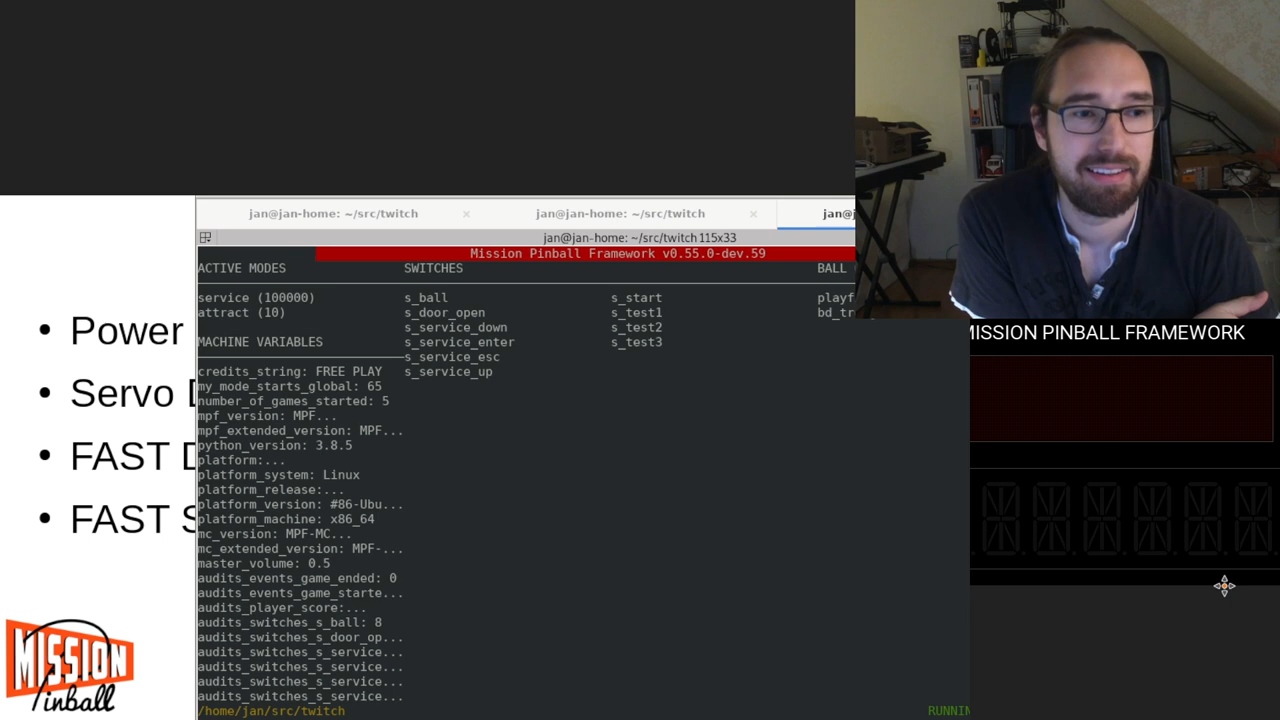 jan@jan-home: ~/src/twitch × jan@jan-home: ~/src/twitch × jan@j
jan@jan-home: ~/src/twitch 115x33
Mission Pinball Framework v0.55.0-dev.59
ACTIVE MODES SWITCHES BALL
service (100000) s_ball s_start playf
attract (10) s_door_open s_test1 bd_tr
s_service_down s_test2
MACHINE VARIABLES s_service_enter s_test3
s_service_esc
credits_string: FREE PLAY s_service_up
my_mode_starts_global: 65
number_of_games_started: 5
mpf_version: MPF...
mpf_extended_version: MPF...
python_version: 3.8.5
platform:...
platform_system: Linux
platform_release:...
platform_version: #86-Ubu...
platform_machine: x86_64
mc_version: MPF-MC...
mc_extended_version: MPF-...
master_volume: 0.5
audits_events_game_ended: 0
audits_events_game_starte...
audits_player_score:...
audits_switches_s_ball: 8
audits_switches_s_door_op...
audits_switches_s_service...
audits_switches_s_service...
audits_switches_s_service...
audits_switches_s_service...
/home/jan/src/twitch RUNNIN
• Power
• Servo D
• FAST D
• FAST S
MISSION PINBALL FRAMEWORK
MISSION
Pinball